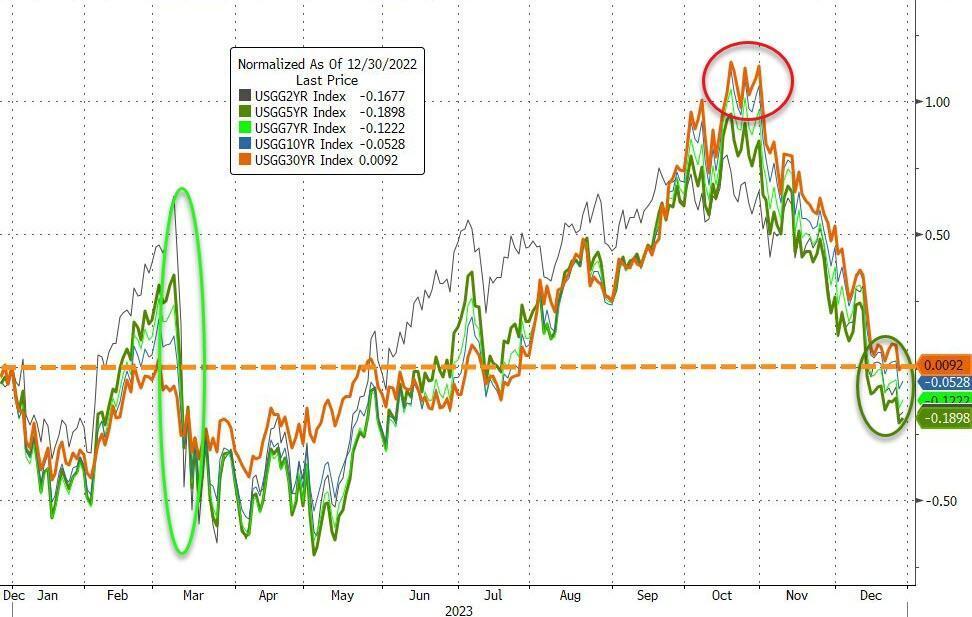 Normalized As Of 12/30/2022
Last Price
USGG2YR Index -0.1677
USGG5YR Index -0.1898
USGG7YR Index -0.1222
USGG10YR Index -0.0528
USGG30YR Index 0.0092
1.00
0.50
0.0092
-0.0528
-0.1222
-0.1898
-0.50
Dec Jan Feb Mar Apr May Jun Jul Aug Sep Oct Nov Dec
2023